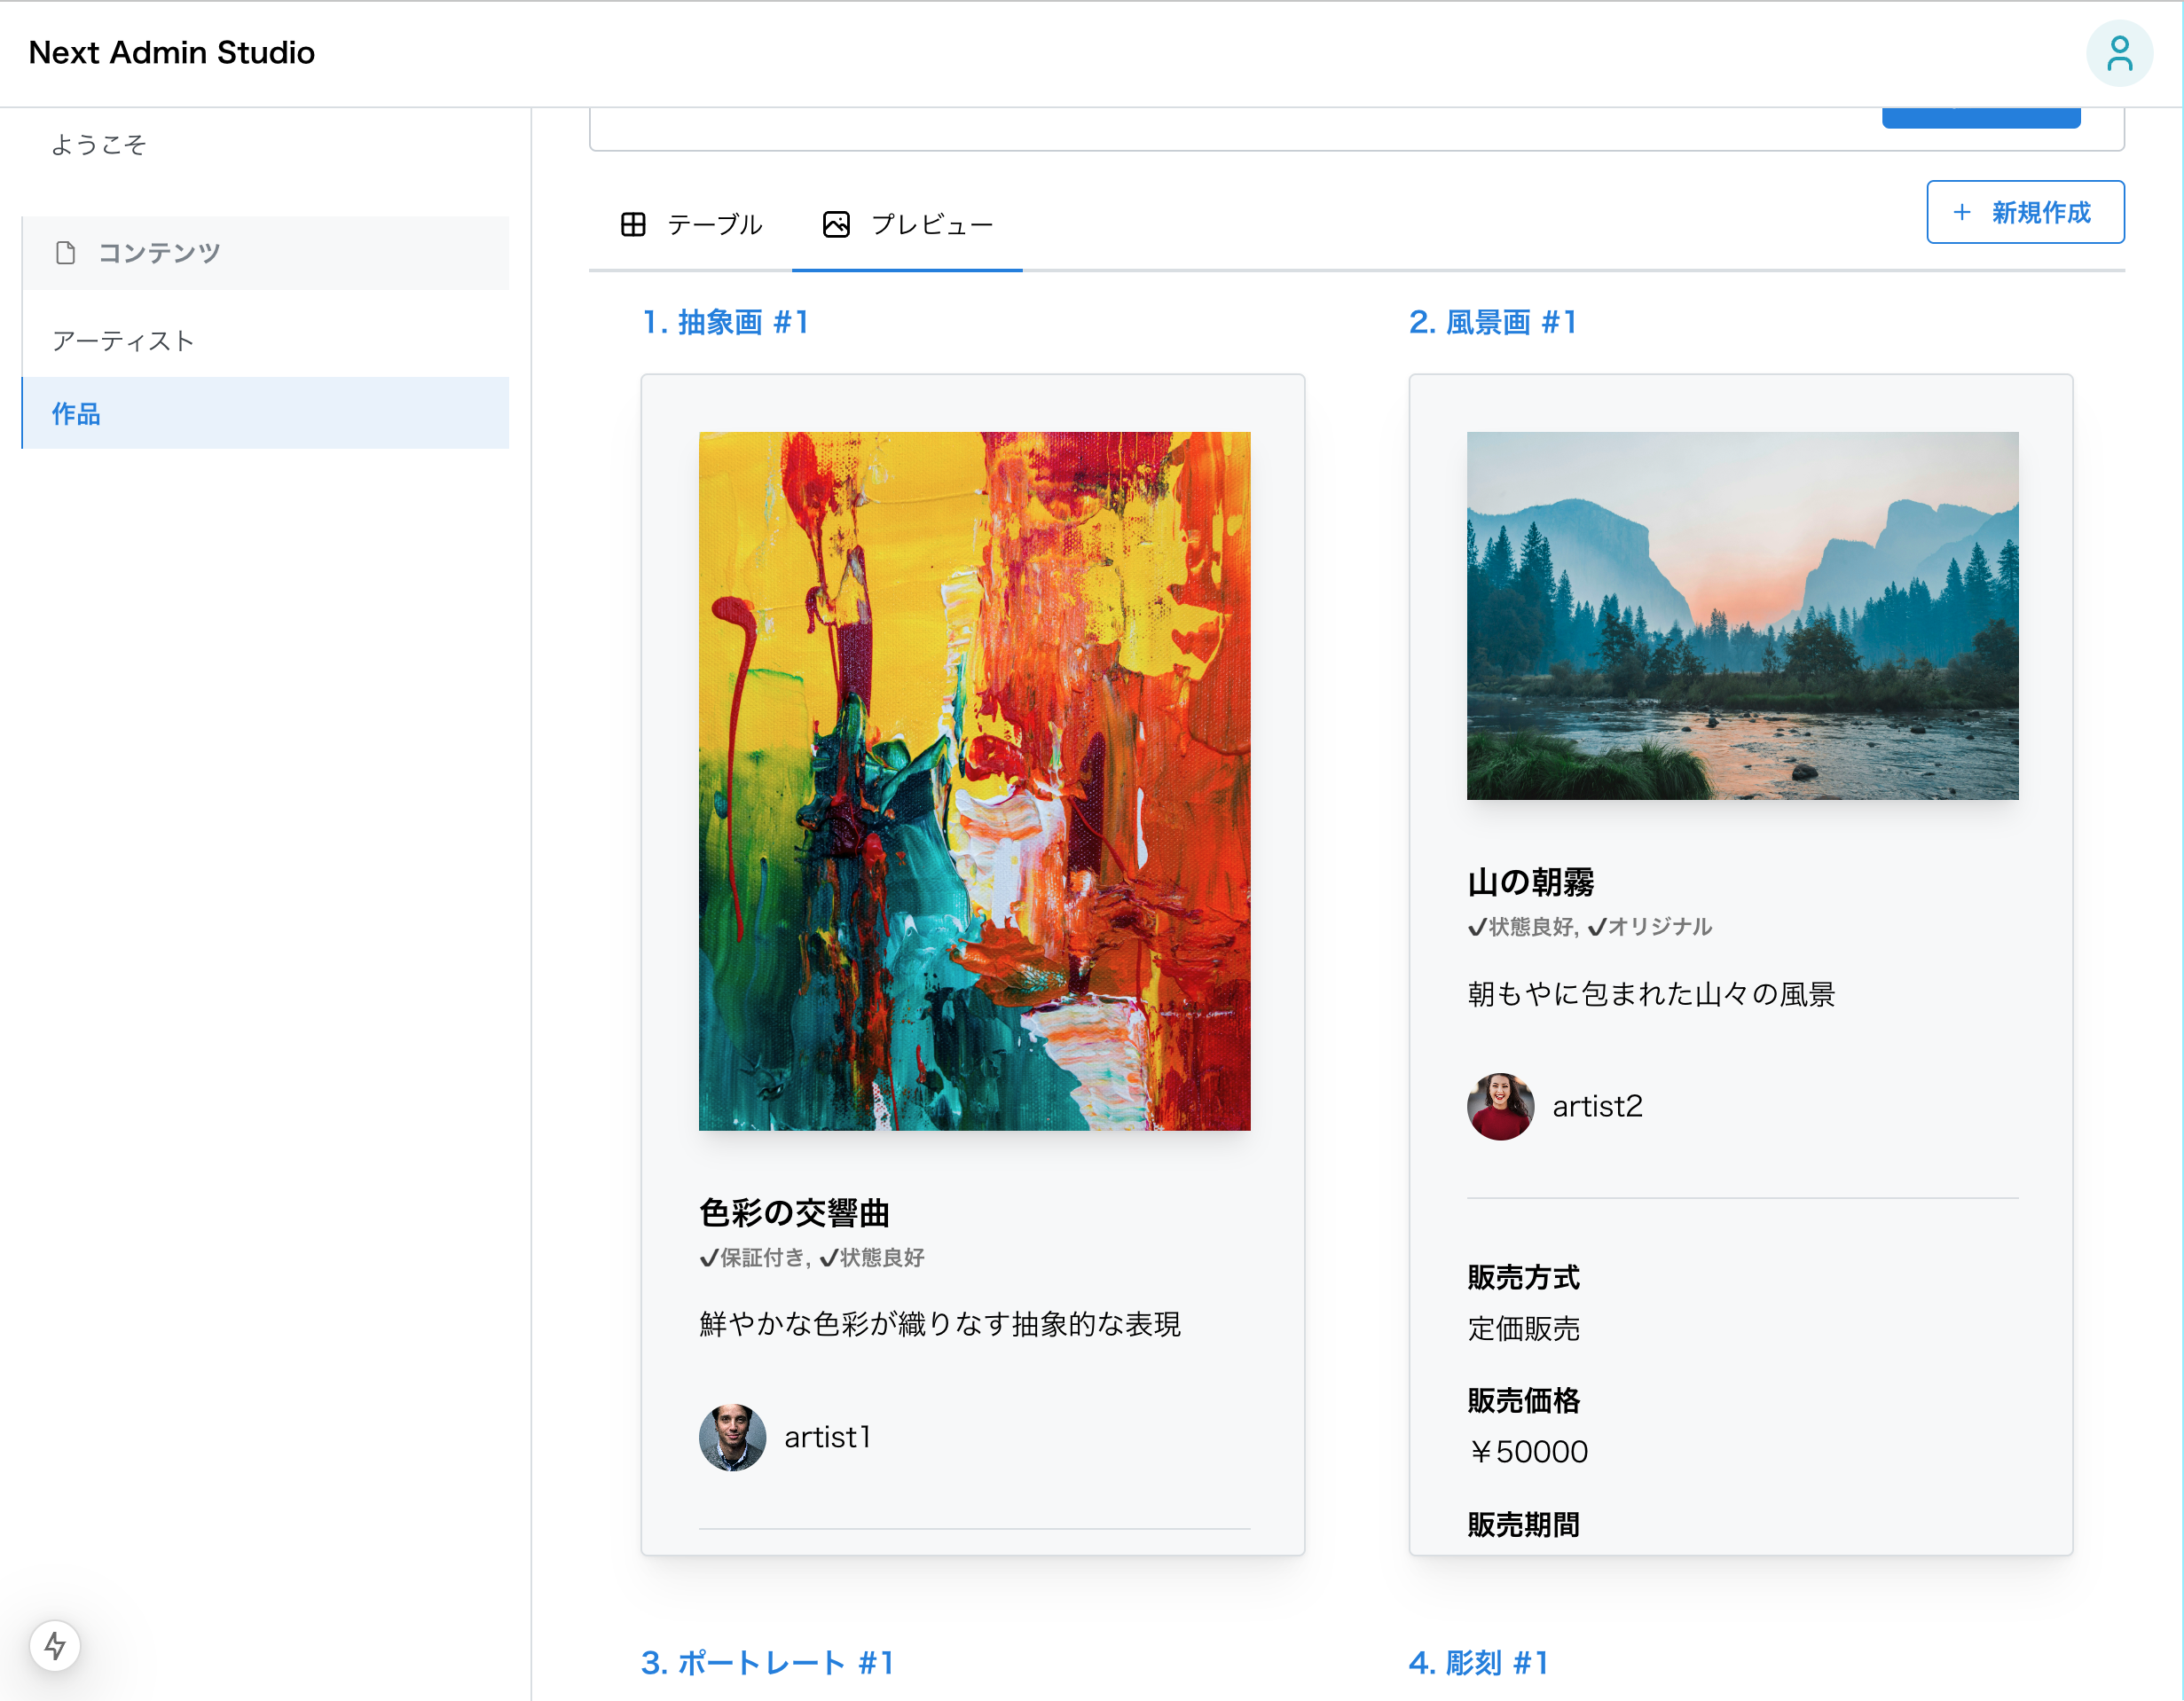 Next Admin Studio
ようこそ
コンテンツ
アーティスト
作品
テーブル
プレビュー
+ 新規作成
1. 抽象画 #1
色彩の交響曲
✓保証付き, ✓状態良好
鮮やかな色彩が織りなす抽象的な表現
artist1
2. 風景画 #1
山の朝霧
✓状態良好, ✓オリジナル
朝もやに包まれた山々の風景
artist2
販売方式
定価販売
販売価格
￥50000
販売期間
3. ポートレート #1
4. 彫刻 #1